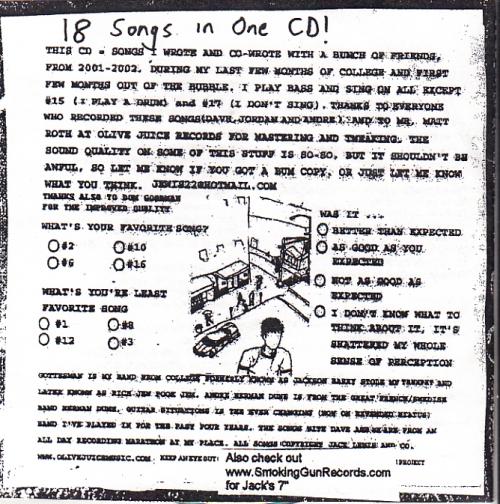 18 Songs in One CD!
THIS CD = SONGS I WROTE AND CO-WROTE WITH A BUNCH OF FRIENDS,
FROM 2001-2002. DURING MY LAST FEW MONTHS OF COLLEGE AND FIRST
FEW MONTHS OUT OF THE BUBBLE. I PLAY BASS AND SING ON ALL EXCEPT
#15 (I PLAY A DRUM) and #17 (I DON'T SING). THANKS TO EVERYONE
WHO RECORDED THESE SONGS(DAVE,JORDAN AND ANDRE).AND TO MR. MATT
ROTH AT OLIVE JUICE RECORDS FOR MASTERING AND TWEAKING. THE
SOUND QUALITY ON SOME OF THIS STUFF IS SO-SO, BUT IT SHOULDN'T BE
AWFUL, SO LET ME KNOW IF YOU GOT A BUM COPY. OR JUST LET ME KNOW
WHAT YOU THINK. JEWIS22@HOTMAIL.COM
THANKS ALSO TO DOM GOODMAN
FOR THE IMPROVED QUALITY
WHAT'S YOUR FAVORITE SONG?
#2 #10
#6 #16
WHAT'S YOU'RE LEAST
FAVORITE SONG
#1 #8
#12 #3
WAS IT ...
BETTER THAN EXPECTED
AS GOOD AS YOU
EXPECTED
NOT AS GOOD AS
EXPECTED
I DON'T KNOW WHAT TO
THINK ABOUT IT, IT'S
SHATTERED MY WHOLE
SENSE OF PERCEPTION
GOTTESMAN IS MY BAND FROM COLLEGE FORMERLY KNOWN AS JACKSON HARRY STOLE MY THUNDER AND
LATER KNOWN AS RICH JEW POOR JEW. ANDRE HERMAN DUNE IS FROM THE GREAT FRENCH/SWEDISH
BAND HERMAN DUNE. GUITAR SITUATIONS IS THE EVER CHANGING (NOW ON EXTENDED HIATUS)
BAND I'VE PLAYED IN FOR THE PAST FOUR YEARS. THE SONGS WITH DAVE ARE FROM AN
ALL DAY RECORDING MARATHON AT MY PLACE. ALL SONGS COPYRIGHT JACK LEWIS AND CO.
WWW.OLIVEJUICEMUSIC.COM. KEEP AN EYE OUT: PROJECT
Also check out
www.SmokingGunRecords.com
for Jack's 7"